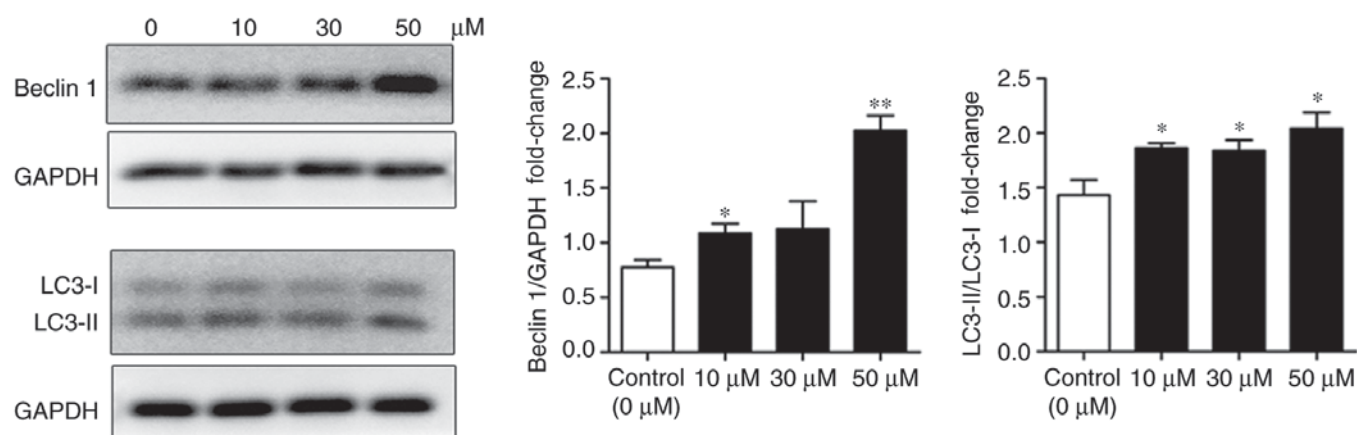 0 10 30 50 μM
Beclin 1
GAPDH
LC3-I
LC3-II
GAPDH
Beclin 1/GAPDH fold-change
2.5
2.0
1.5
1.0
0.5
0.0
*
**
Control 10 μM 30 μM 50 μM
(0 μM)
LC3-II/LC3-I fold-change
2.5
2.0
1.5
1.0
0.5
0.0
* * *
Control 10 μM 30 μM 50 μM
(0 μM)